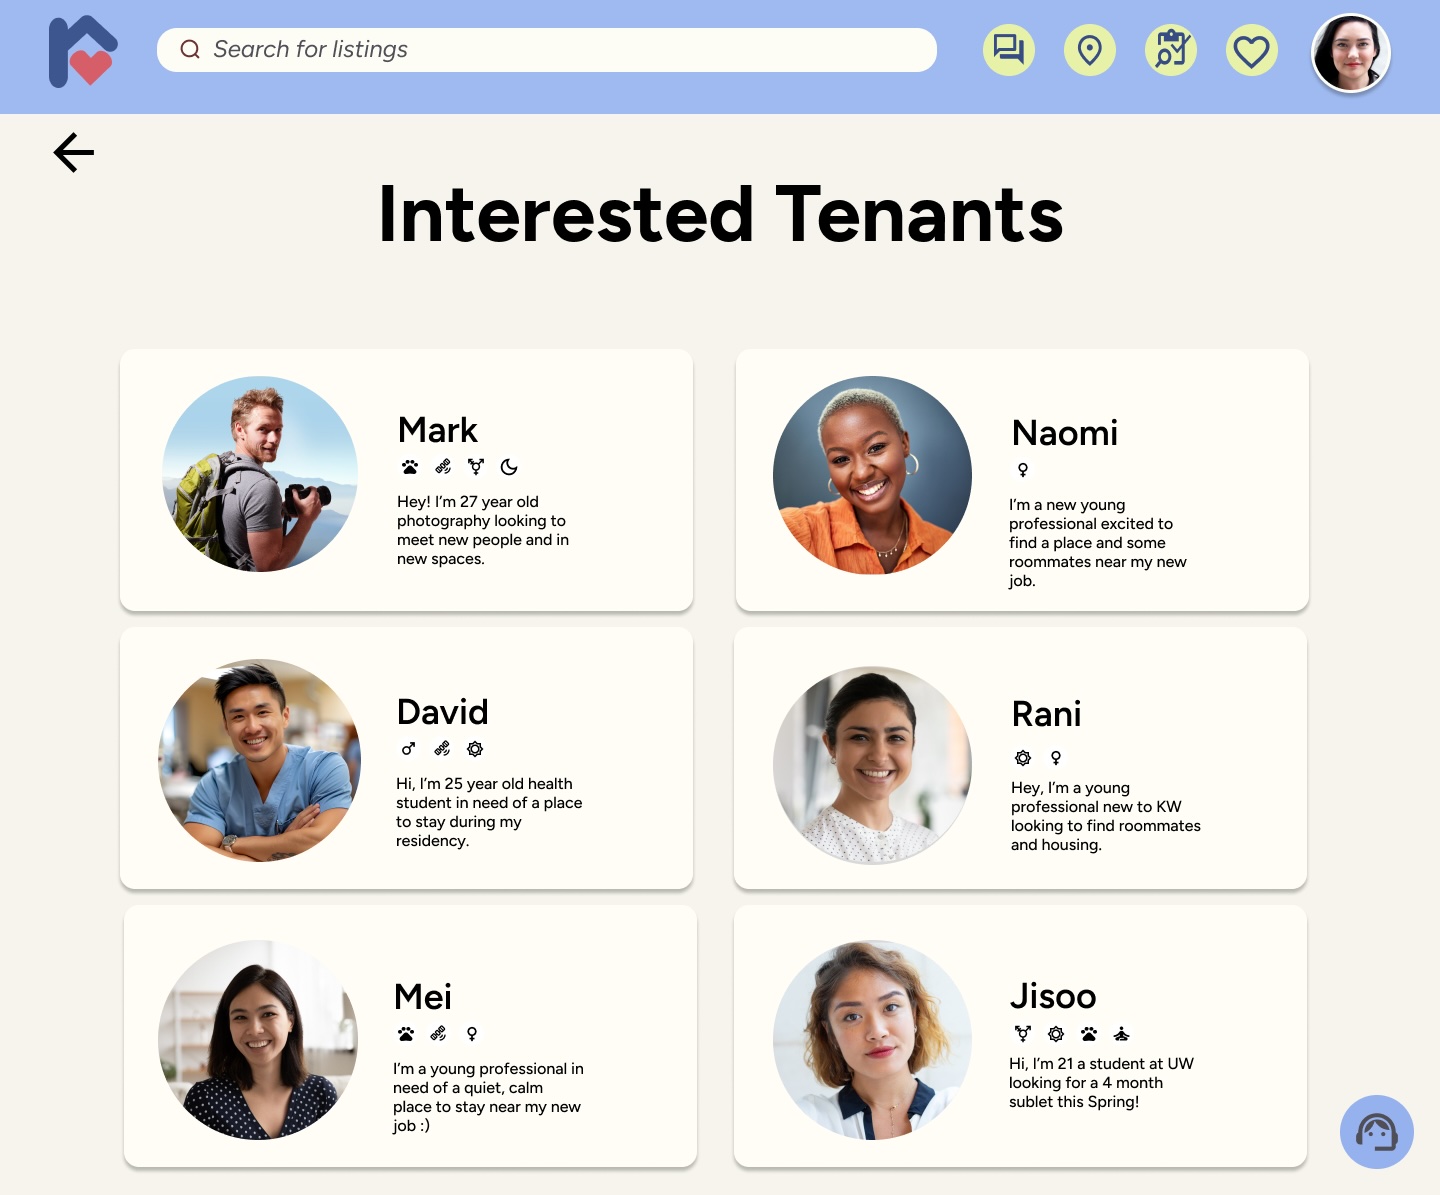 Search for listings
Interested Tenants
Mark
Hey! I'm 27 year old
photography looking to
meet new people and in
new spaces.
Naomi
I'm a new young
professional excited to
find a place and some
roommates near my new
job.
David
Hi, I'm 25 year old health
student in need of a place
to stay during my
residency.
Rani
Hey, I'm a young
professional new to KW
looking to find roommates
and housing.
Mei
I'm a young professional in
need of a quiet, calm
place to stay near my new
job :)
Jisoo
Hi, I'm 21 a student at UW
looking for a 4 month
sublet this Spring!